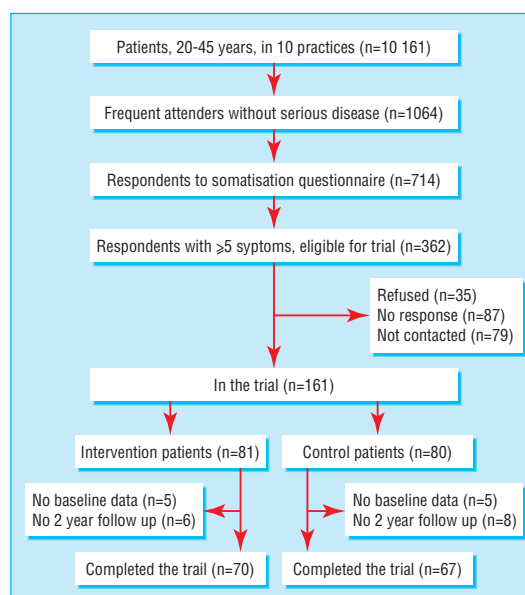 Patients, 20-45 years, in 10 practices (n=10 161)
Frequent attenders without serious disease (n=1064)
Respondents to somatisation questionnaire (n=714)
Respondents with ⩾5 syptoms, eligible for trial (n=362)
Refused (n=35)
No response (n=87)
Not contacted (n=79)
In the trial (n=161)
Intervention patients (n=81)
Control patients (n=80)
No baseline data (n=5)
No 2 year follow up (n=6)
No baseline data (n=5)
No 2 year follow up (n=8)
Completed the trail (n=70)
Completed the trial (n=67)